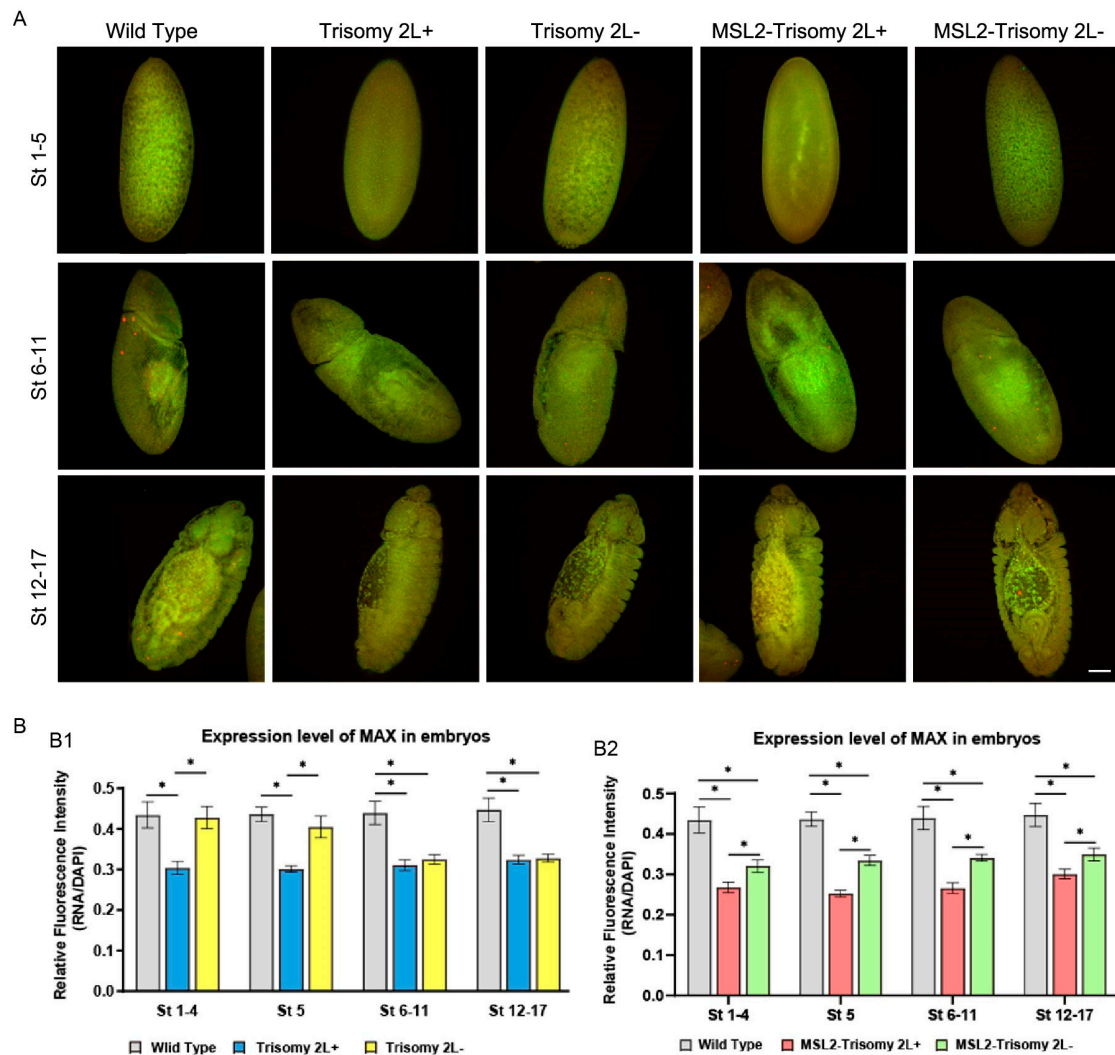 A
Wild Type Trisomy 2L+ Trisomy 2L- MSL2-Trisomy 2L+ MSL2-Trisomy 2L-
St 1-5
St 6-11
St 12-17
B
B1
Expression level of MAX in embryos
* * * * * * * *
Relative Fluorescence Intensity
(RNA/DAPI)
0.5
0.4
0.3
0.2
0.1
0.0
St 1-4 St 5 St 6-11 St 12-17
Wild Type Trisomy 2L+ Trisomy 2L-
B2
Expression level of MAX in embryos
* * * * * * * * * * * *
Relative Fluorescence Intensity
(RNA/DAPI)
0.5
0.4
0.3
0.2
0.1
0.0
St 1-4 St 5 St 6-11 St 12-17
Wild Type MSL2-Trisomy 2L+ MSL2-Trisomy 2L-